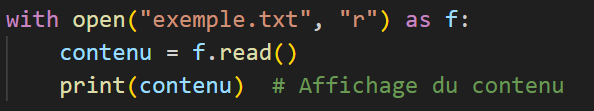 with open("exemple.txt", "r") as f:
    contenu = f.read()
    print(contenu)  # Affichage du contenu